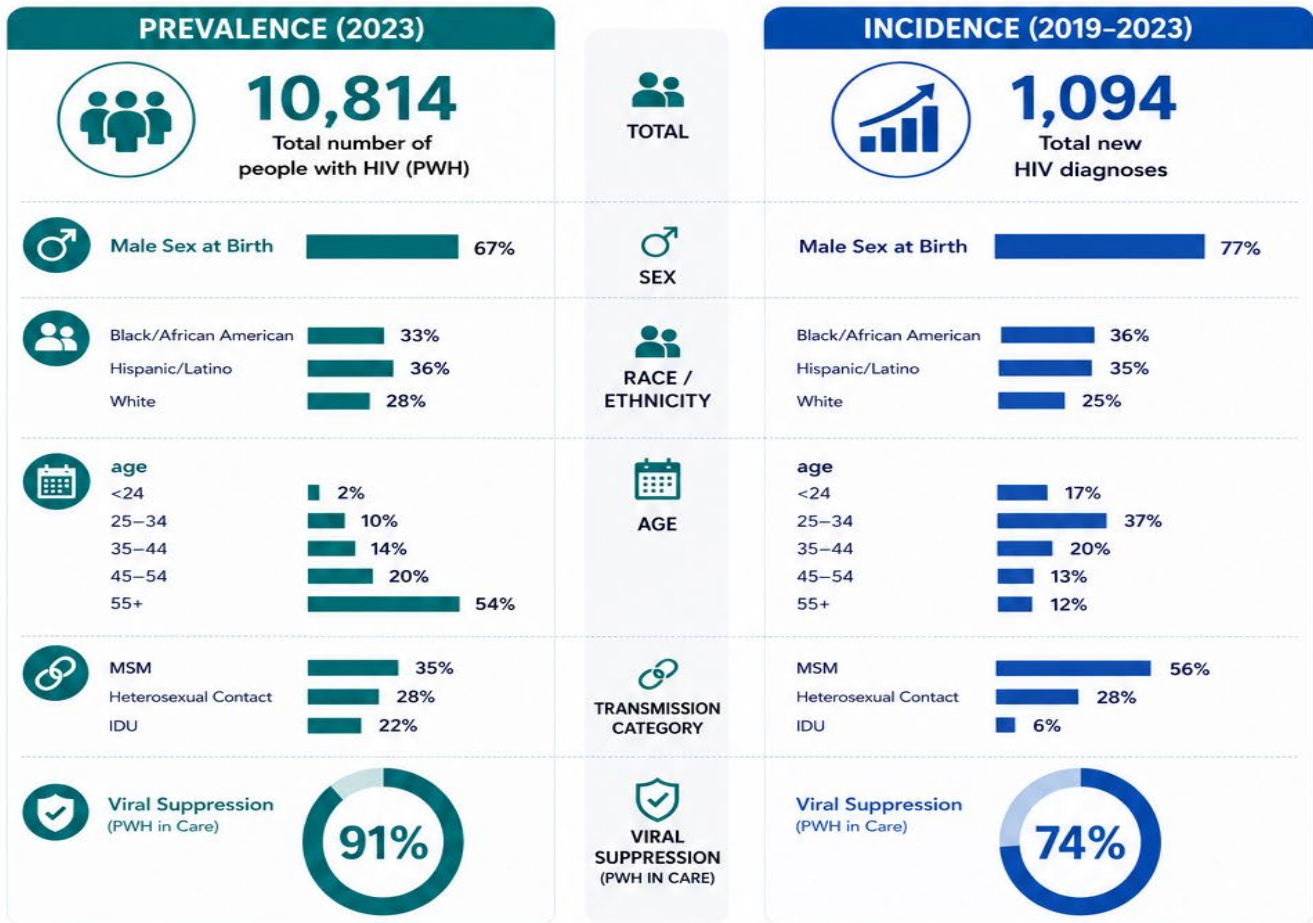 PREVALENCE (2023)
10,814
Total number of
people with HIV (PWH)
Male Sex at Birth 67%
Black/African American 33%
Hispanic/Latino 36%
White 28%
age
<24 2%
25–34 10%
35–44 14%
45–54 20%
55+ 54%
MSM 35%
Heterosexual Contact 28%
IDU 22%
Viral Suppression
(PWH in Care)
91%
TOTAL
SEX
RACE /
ETHNICITY
AGE
TRANSMISSION
CATEGORY
VIRAL
SUPPRESSION
(PWH IN CARE)
INCIDENCE (2019–2023)
1,094
Total new
HIV diagnoses
Male Sex at Birth 77%
Black/African American 36%
Hispanic/Latino 35%
White 25%
age
<24 17%
25–34 37%
35–44 20%
45–54 13%
55+ 12%
MSM 56%
Heterosexual Contact 28%
IDU 6%
Viral Suppression
(PWH in Care)
74%